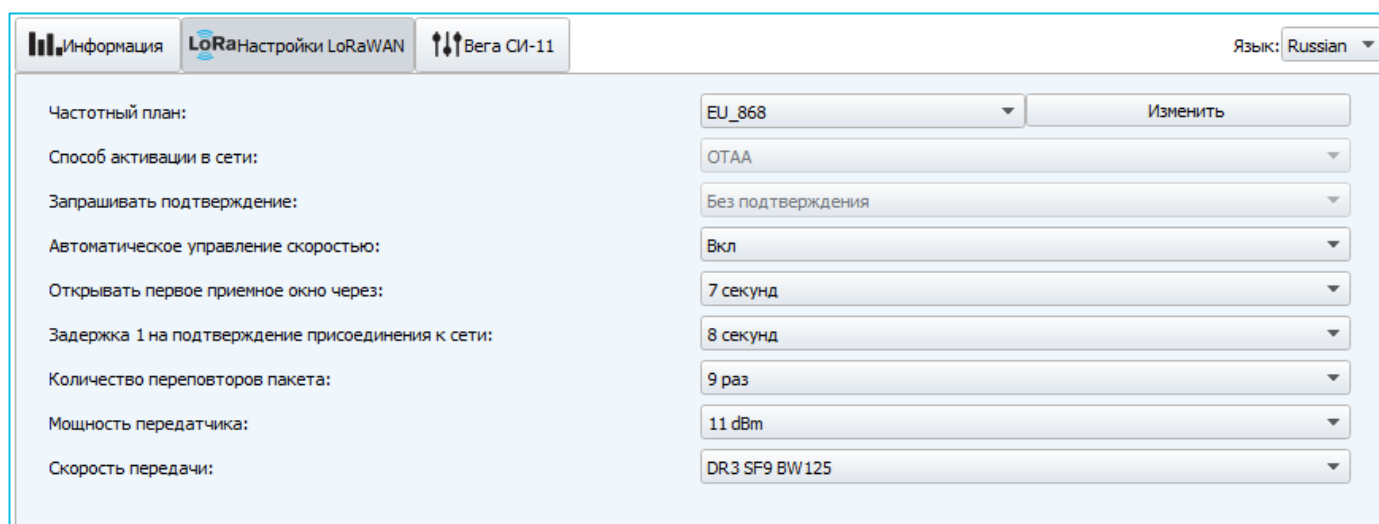 Информация LoRa Настройки LoRaWAN Вега СИ-11 Язык: Russian
Частотный план: EU_868 Изменить
Способ активации в сети: OTAA
Запрашивать подтверждение: Без подтверждения
Автоматическое управление скоростью: Вкл
Открывать первое приемное окно через: 7 секунд
Задержка 1 на подтверждение присоединения к сети: 8 секунд
Количество переповторов пакета: 9 раз
Мощность передатчика: 11 dBm
Скорость передачи: DR3 SF9 BW125